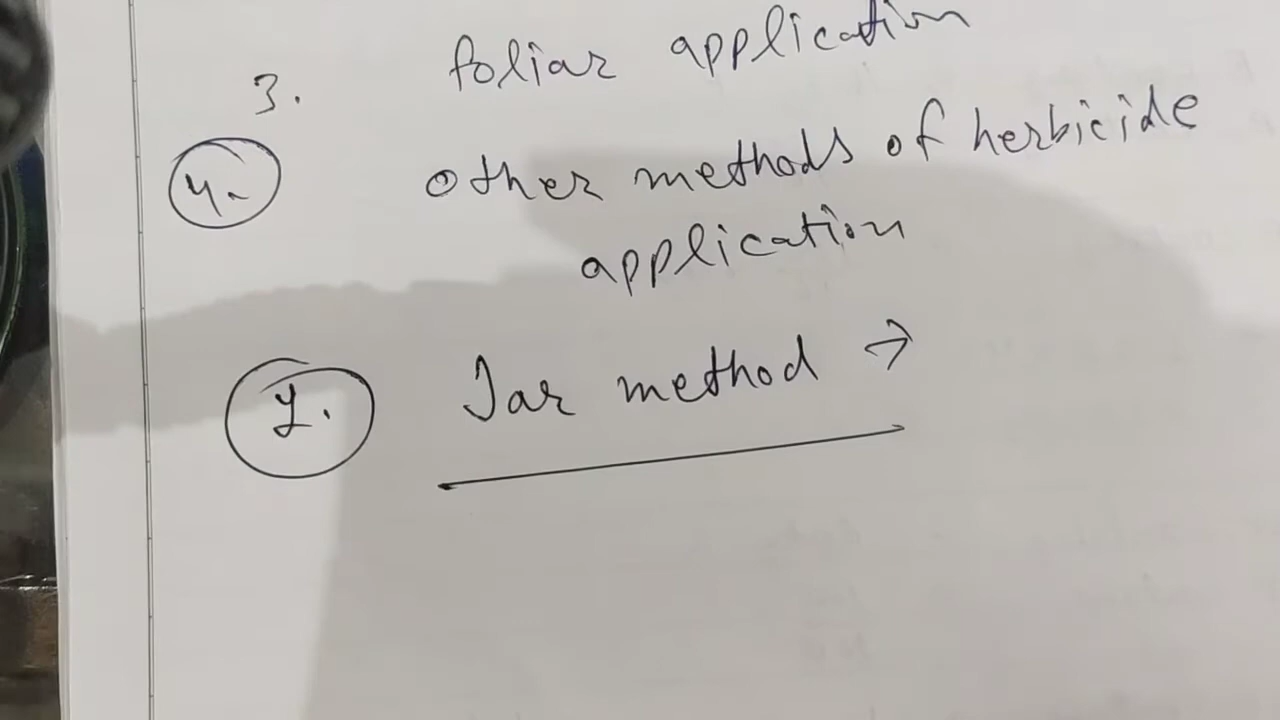 3. foliar application
4. other methods of herbicide
application
1. Jar method →